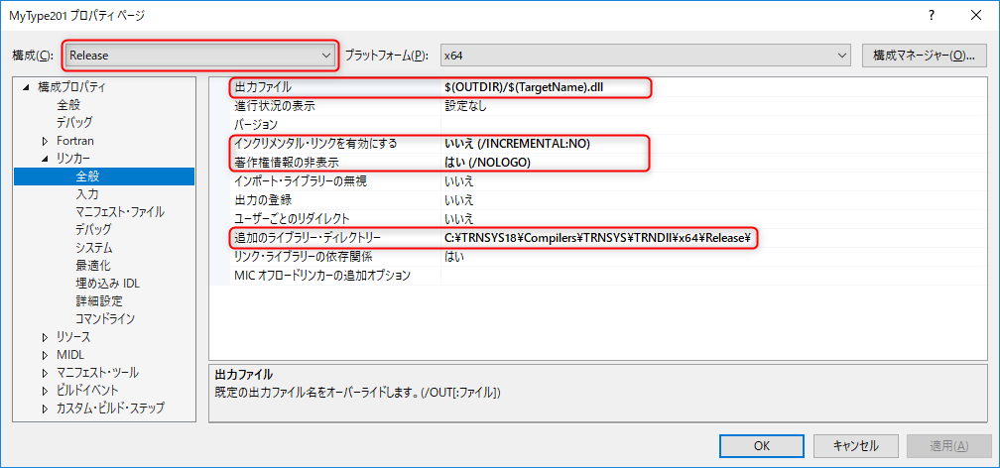 MyType201 プロパティ ページ
構成(C): Release プラットフォーム(P): x64 構成マネージャー(O)...
構成プロパティ
全般
デバッグ
Fortran
リンカー
全般
入力
マニフェスト・ファイル
デバッグ
システム
最適化
埋め込み IDL
詳細設定
コマンドライン
リソース
MIDL
マニフェスト・ツール
ビルドイベント
カスタム・ビルド・ステップ
出力ファイル $(OUTDIR)/$(TargetName).dll
進行状況の表示 設定なし
バージョン
インクリメンタル・リンクを有効にする いいえ (/INCREMENTAL:NO)
著作権情報の非表示 はい (/NOLOGO)
インポート・ライブラリーの無視 いいえ
出力の登録 いいえ
ユーザーごとのリダイレクト いいえ
追加のライブラリー・ディレクトリー C:¥TRNSYS18¥Compilers¥TRNSYS¥TRNDll¥x64¥Release¥
リンク・ライブラリーの依存関係 はい
MIC オフロードリンカーの追加オプション
出力ファイル
既定の出力ファイル名をオーバーライドします。(/OUT[:ファイル])
OK キャンセル 適用(A)